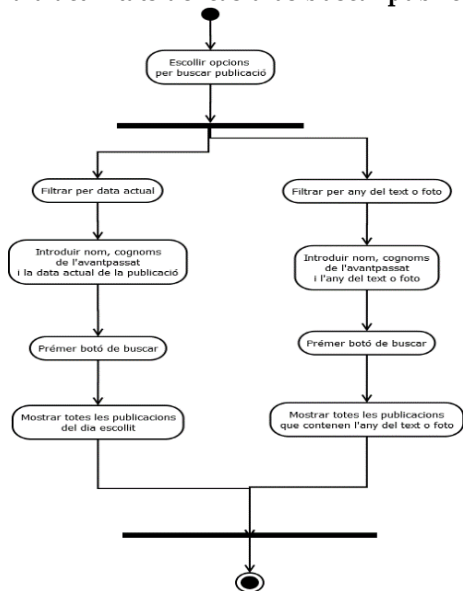 Escollir opcions
per buscar publicació
Filtrar per data actual
Filtrar per any del text o foto
Introduir nom, cognoms
de l'avantpassat
i la data actual de la publicació
Introduir nom, cognoms
de l'avantpassat
i l'any del text o foto
Prémer botó de buscar
Prémer botó de buscar
Mostrar totes les publicacions
del dia escollit
Mostrar totes les publicacions
que contenen l'any del text o foto